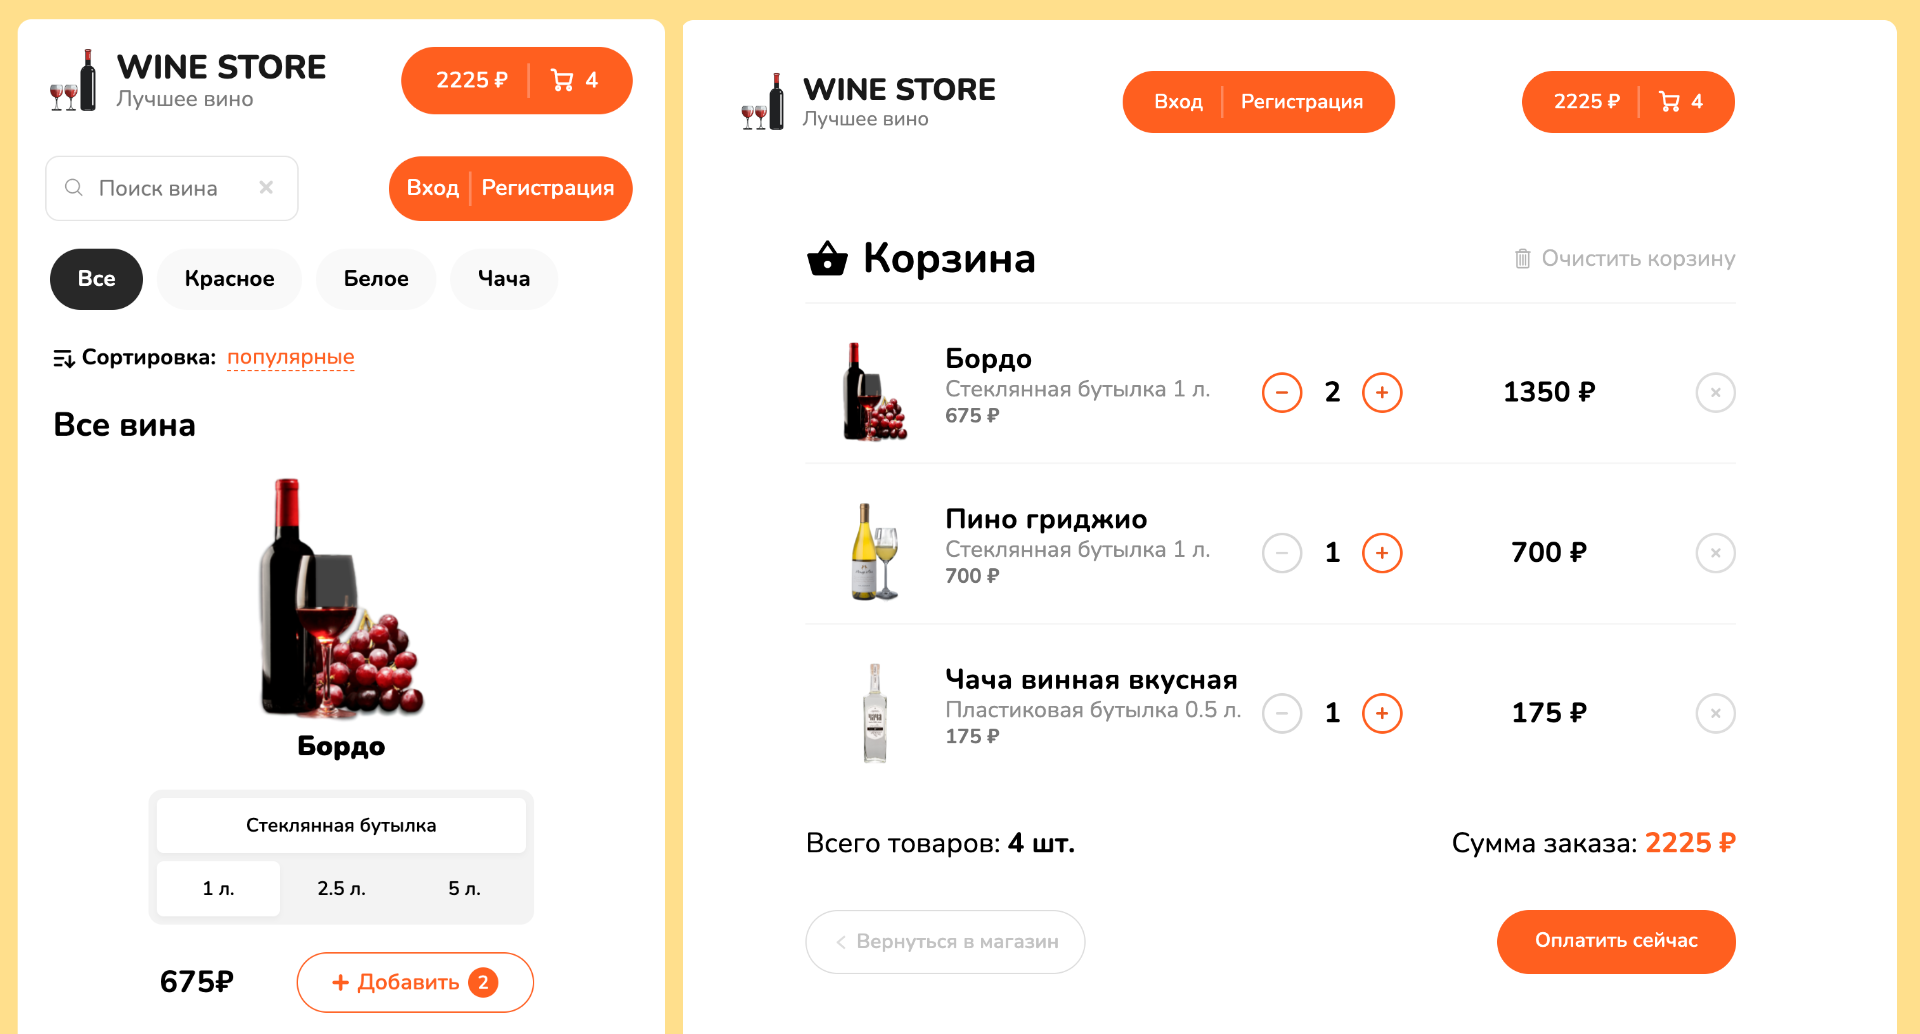 WINE STORE
Лучшее вино
2225 ₽ 4
Поиск вина
Вход Регистрация
Все Красное Белое Чача
Сортировка: популярные
Все вина
Бордо
Стеклянная бутылка
1 л. 2.5 л. 5 л.
675₽ + Добавить 2
WINE STORE
Лучшее вино
Вход Регистрация
2225 ₽ 4
Корзина
Очистить корзину
Бордо
Стеклянная бутылка 1 л.
675 ₽
2
1350 ₽
Пино гриджио
Стеклянная бутылка 1 л.
700 ₽
1
700 ₽
Чача винная вкусная
Пластиковая бутылка 0.5 л.
175 ₽
1
175 ₽
Всего товаров: 4 шт.
Сумма заказа: 2225 ₽
Вернуться в магазин
Оплатить сейчас